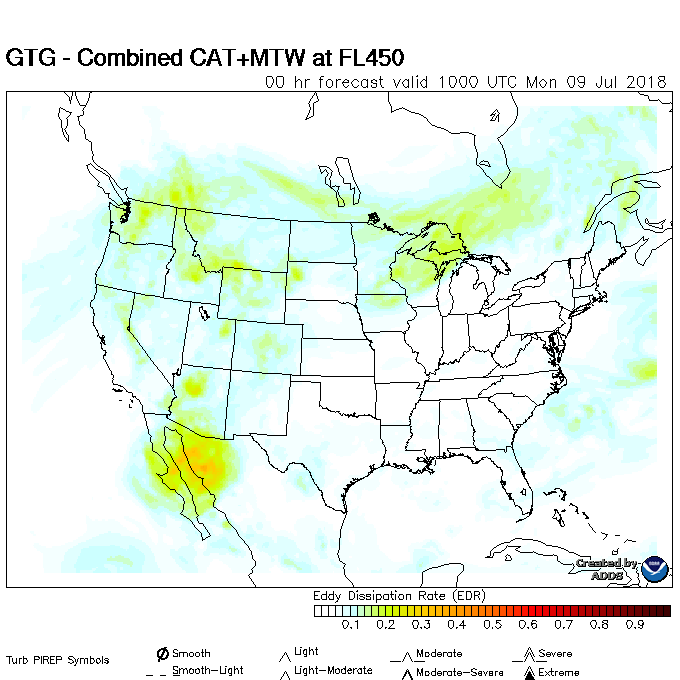 GTG - Combined CAT+MTW at FL450
00 hr forecast valid 1000 UTC Mon 09 Jul 2018
Created by
ADDS
Eddy Dissipation Rate (EDR)
0.1 0.2 0.3 0.4 0.5 0.6 0.7 0.8 0.9
Turb PIREP Symbols
Smooth
Light
Moderate
Severe
Smooth-Light
Light-Moderate
Moderate-Severe
Extreme